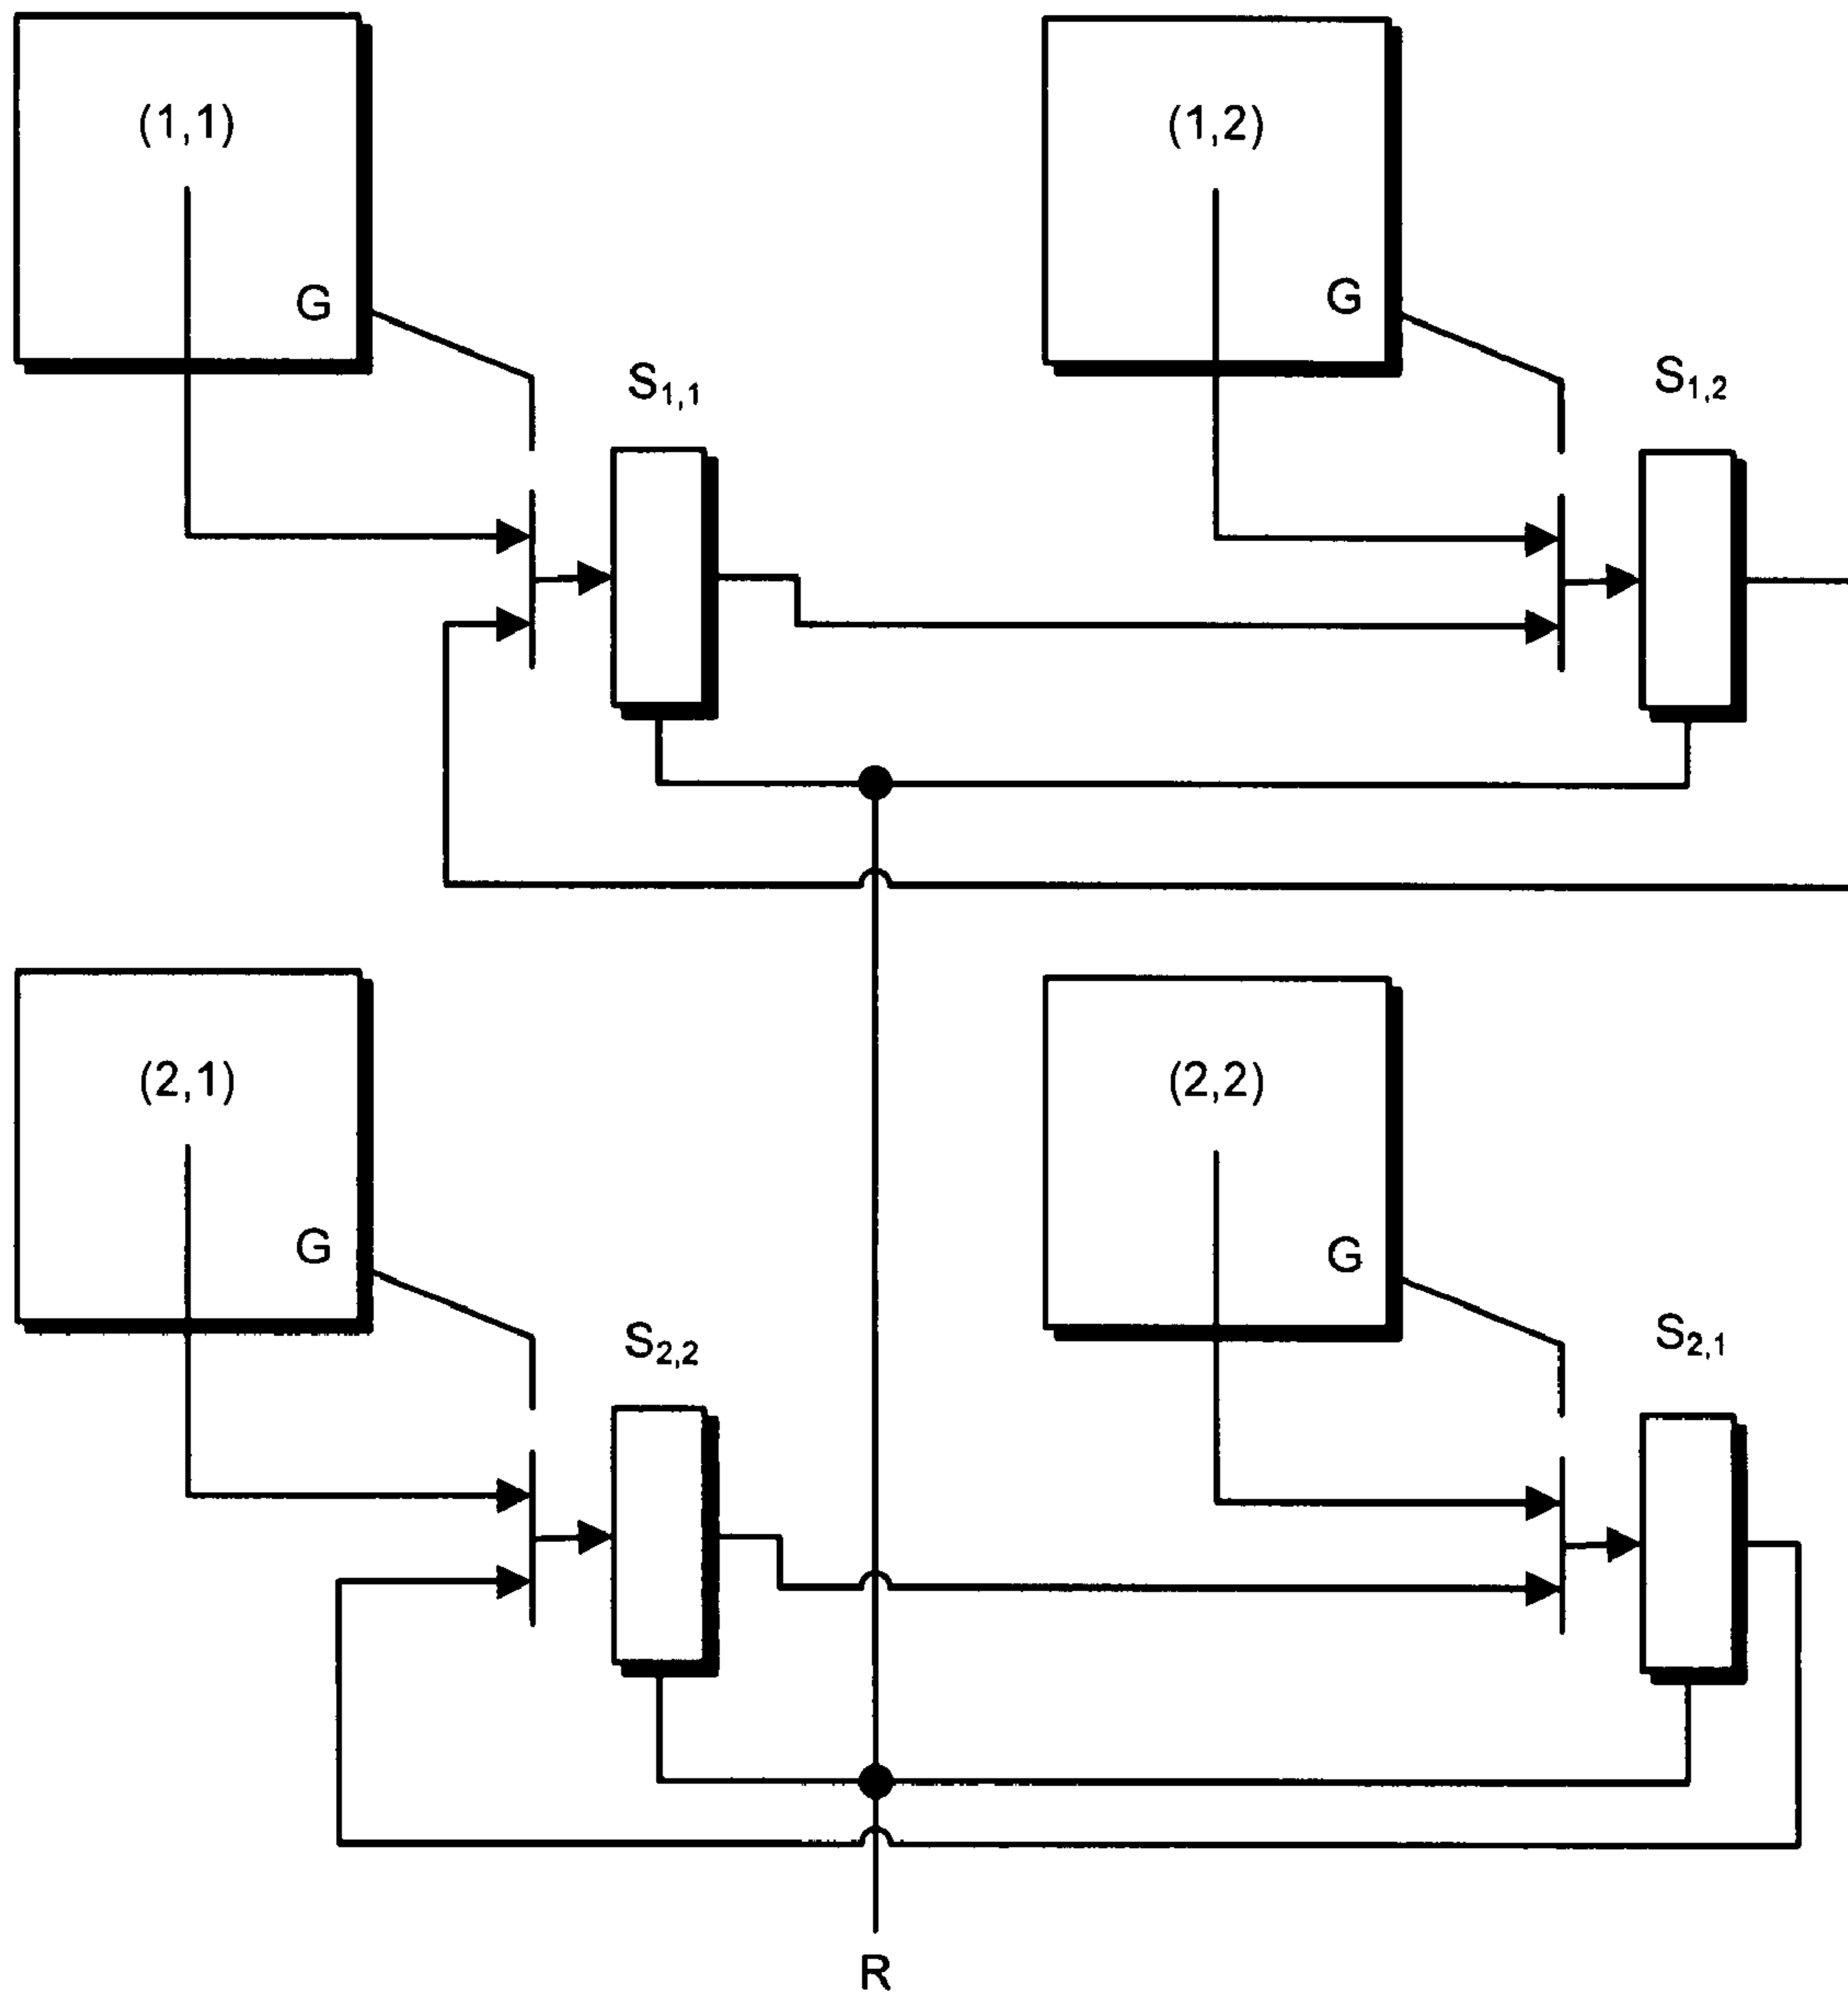 (1,1)
(1,2)
G
G
S1,1
S1,2
(2,1)
(2,2)
G
G
S2,2
S2,1
R